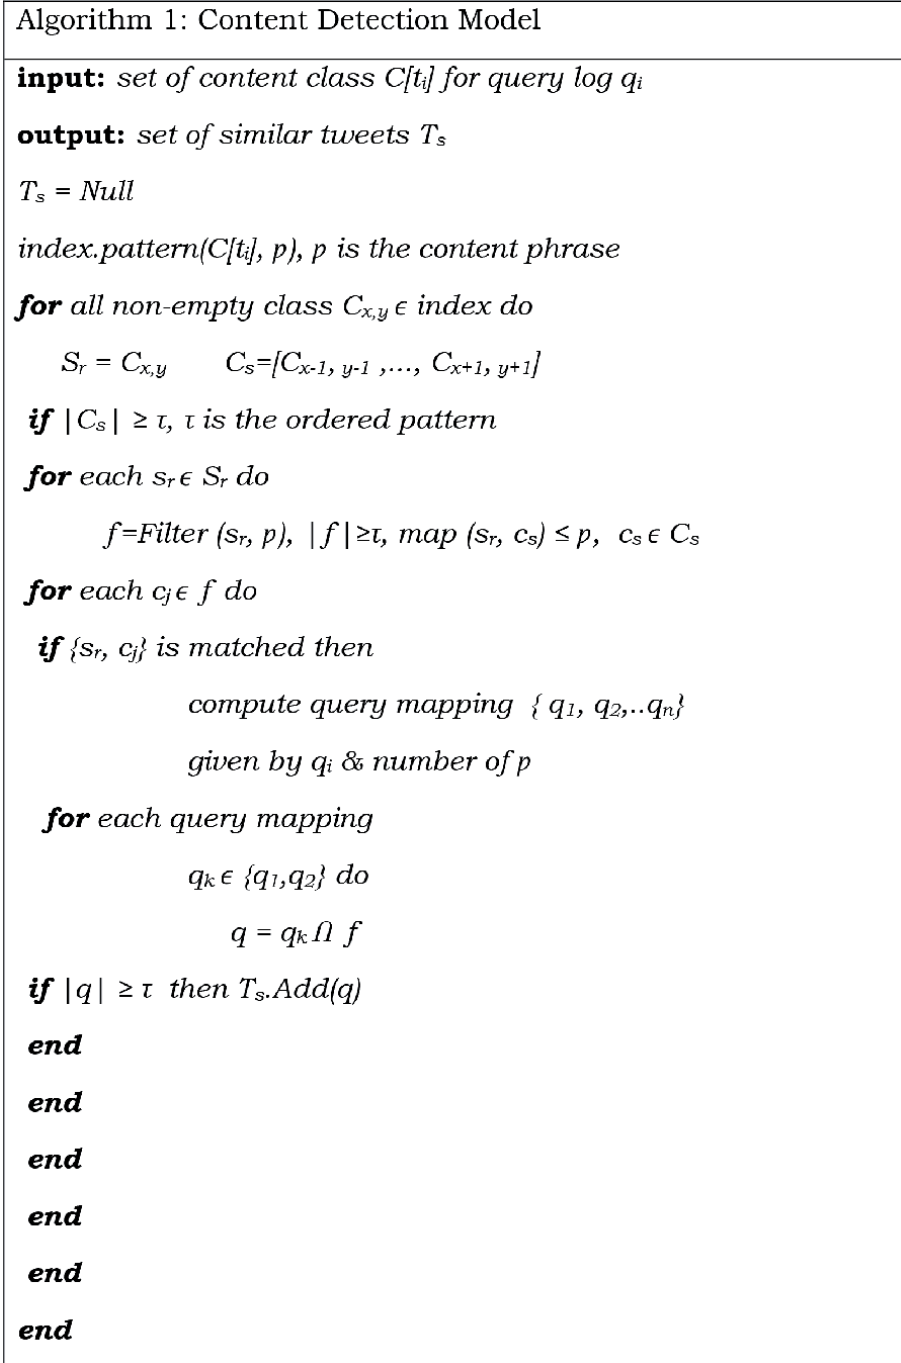 Algorithm 1: Content Detection Model
input: set of content class C[tᵢ] for query log qᵢ
output: set of similar tweets Tₛ
Tₛ = Null
index.pattern(C[tᵢ], p), p is the content phrase
for all non-empty class Cx,y ϵ index do
Sᵣ = Cx,y Cₛ=[Cx-1, y-1 ,..., Cx+1, y+1]
if |Cₛ| ≥ τ, τ is the ordered pattern
for each sᵣ ϵ Sᵣ do
f=Filter (sᵣ, p), |f|≥τ, map (sᵣ, cₛ) ≤ p, cₛ ϵ Cₛ
for each cⱼ ϵ f do
if {sᵣ, cⱼ} is matched then
compute query mapping { q₁, q₂,..qₙ}
given by qᵢ & number of p
for each query mapping
qₖ ϵ {q₁,q₂} do
q = qₖ ⋂ f
if |q| ≥ τ then Tₛ.Add(q)
end
end
end
end
end
end